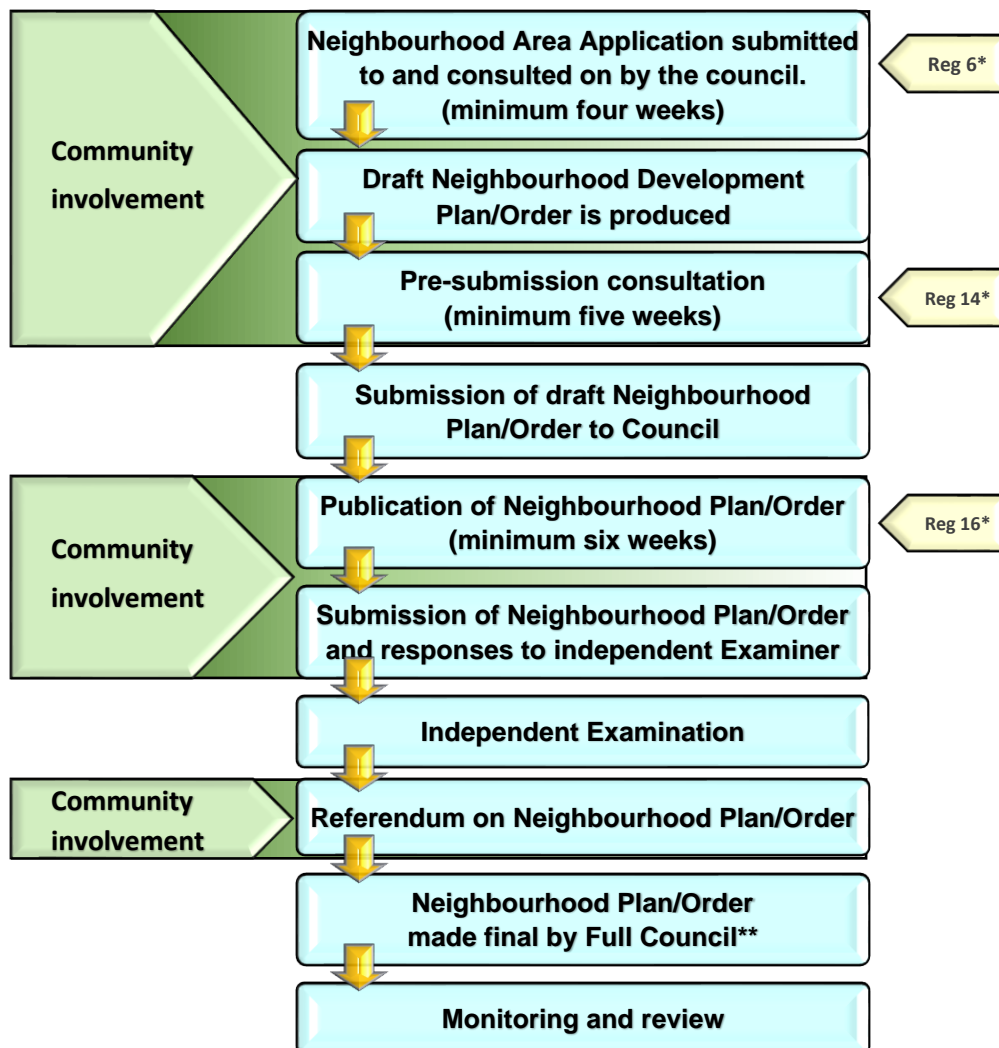 Neighbourhood Area Application submitted
to and consulted on by the council.
(minimum four weeks)
Reg 6*
Community
involvement
Draft Neighbourhood Development
Plan/Order is produced
Pre-submission consultation
(minimum five weeks)
Reg 14*
Submission of draft Neighbourhood
Plan/Order to Council
Publication of Neighbourhood Plan/Order
(minimum six weeks)
Reg 16*
Community
involvement
Submission of Neighbourhood Plan/Order
and responses to independent Examiner
Independent Examination
Community
involvement
Referendum on Neighbourhood Plan/Order
Neighbourhood Plan/Order
made final by Full Council**
Monitoring and review